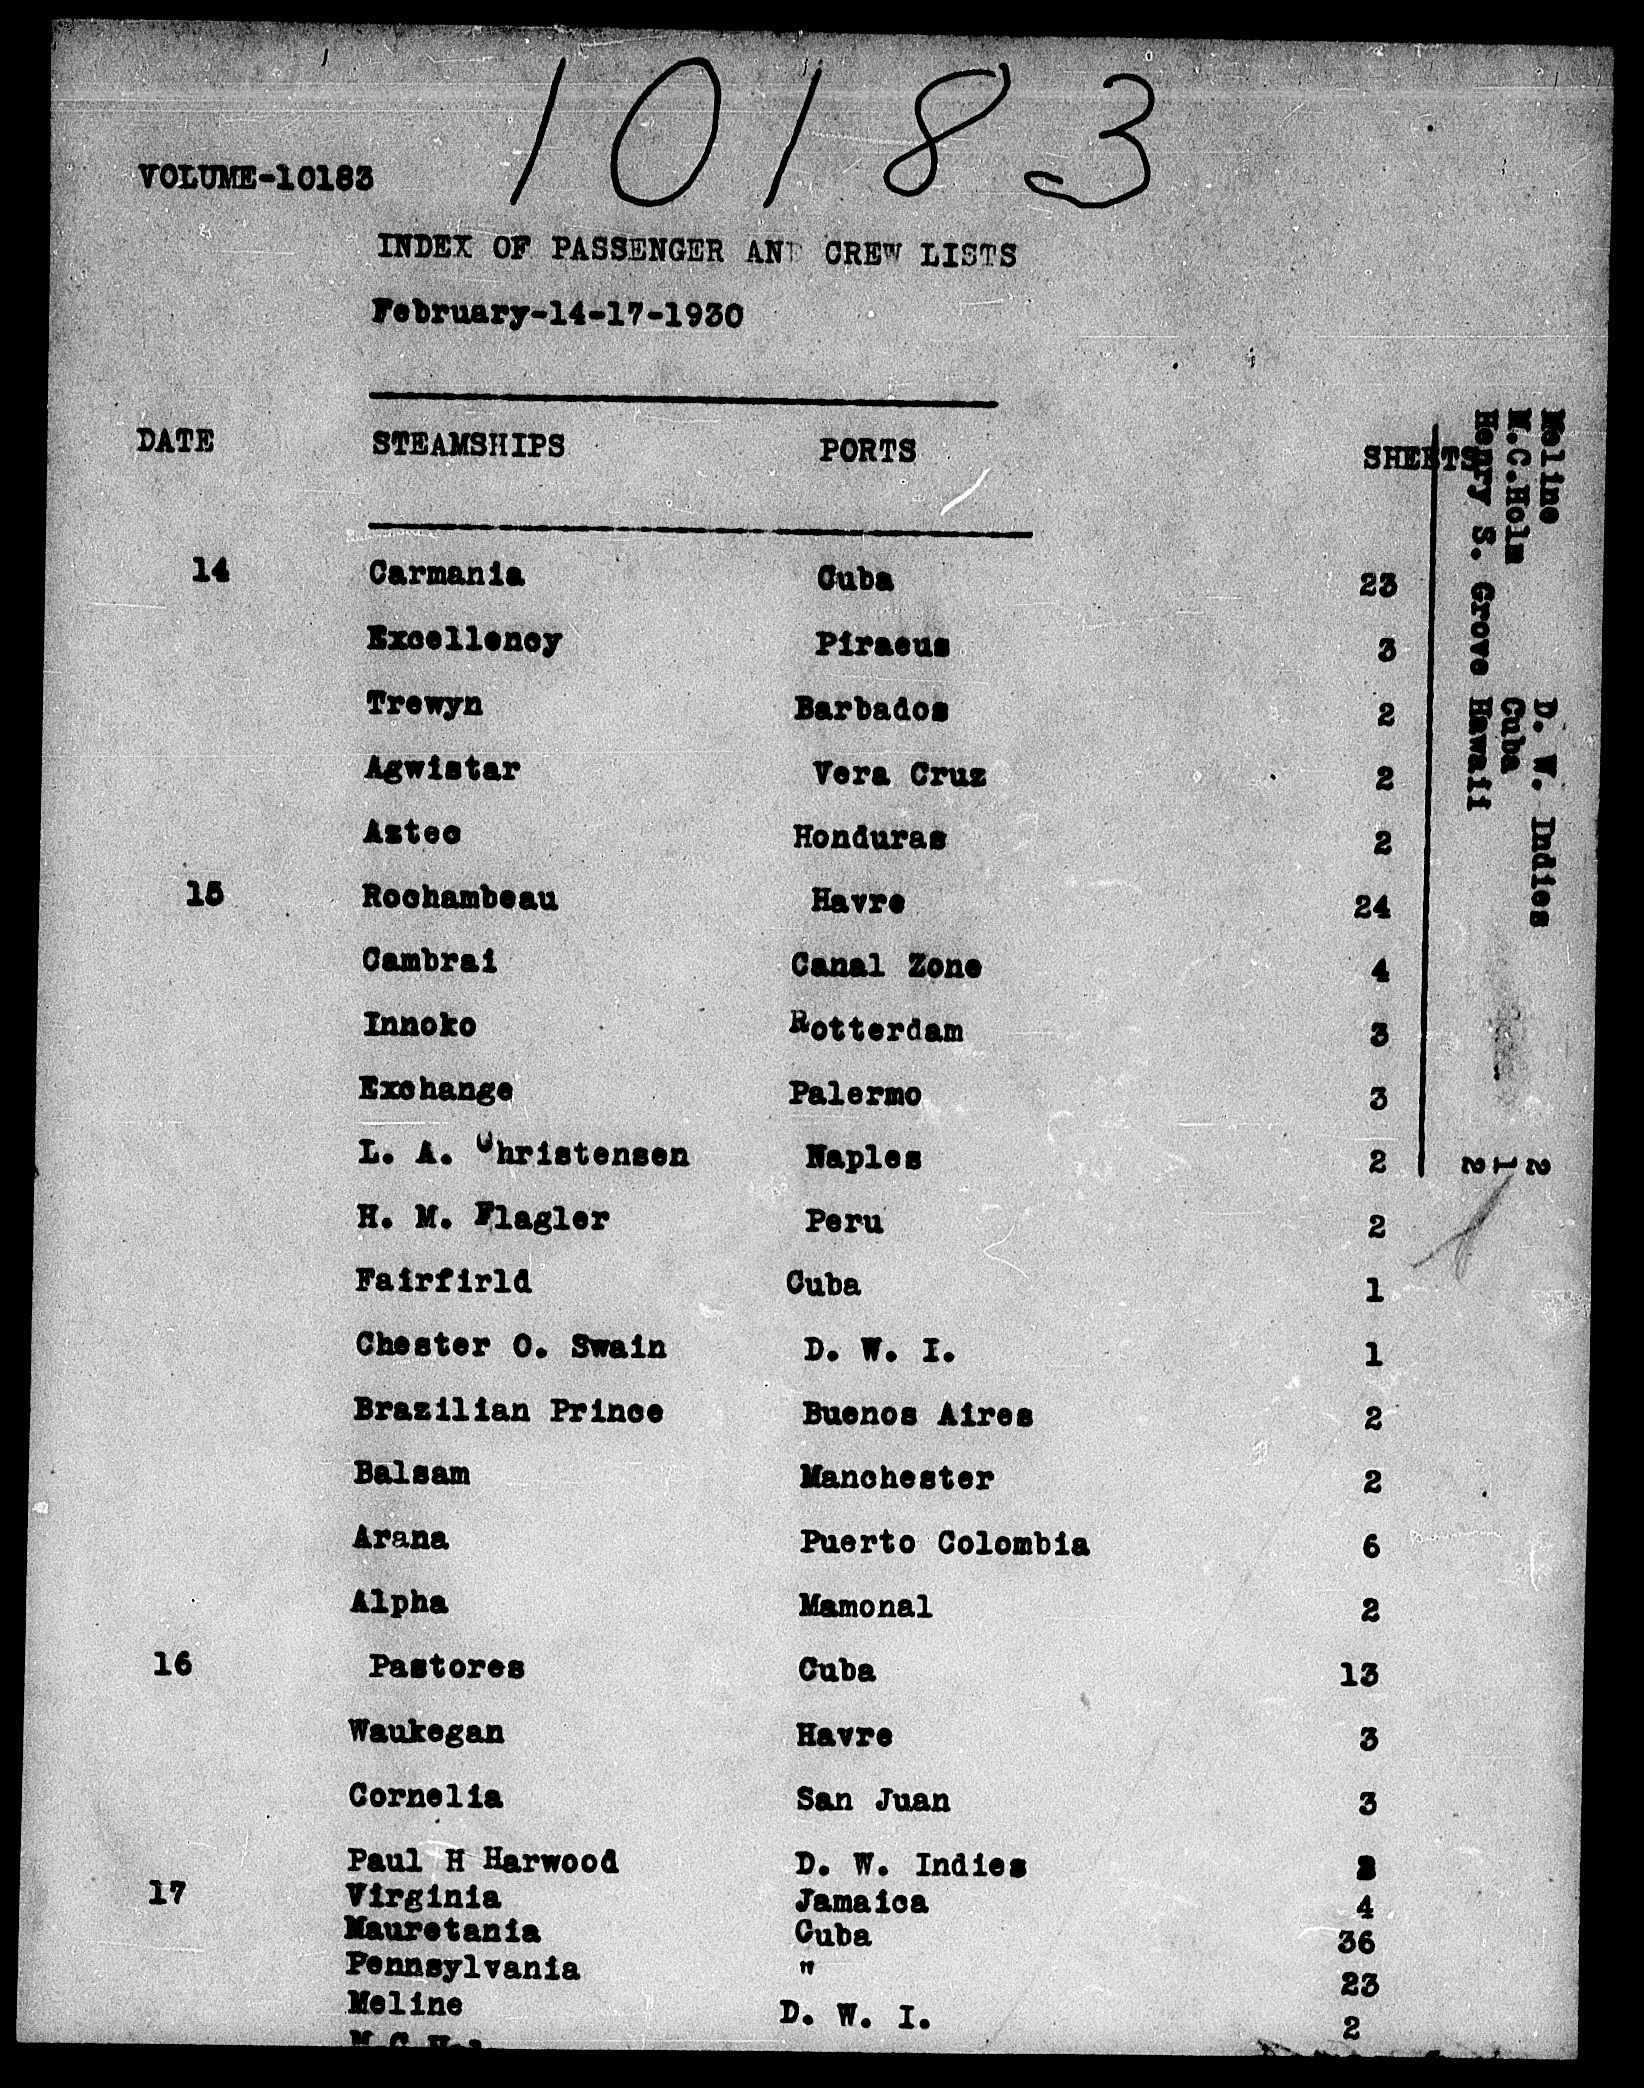 10183
VOLUME-10183
INDEX OF PASSENGER AND CREW LISTS
February-14-17-1930
DATE STEAMSHIPS PORTS SHEETS
14 Carmania Cuba 23
Excellency Piraeus 3
Trewyn Barbados 2
Agwistar Vera Cruz 2
Aztec Honduras 2
15 Rochambeau Havre 24
Cambrai Canal Zone 4
Innoko Rotterdam 3
Exchange Palermo 3
L. A. Christensen Naples 2
H. M. Flagler Peru 2
Fairfirld Cuba 1
Chester O. Swain D. W. I. 1
Brazilian Prince Buenos Aires 2
Balsam Manchester 2
Arana Puerto Colombia 6
Alpha Mamonal 2
16 Pastores Cuba 13
Waukegan Havre 3
Cornelia San Juan 3
Paul H Harwood D. W. Indies
17 Virginia Jamaica 4
Mauretania Cuba 36
Pennsylvania " 23
Meline D. W. I. 2
M C
Meline D. W. Indies 2
M.C.Holm Cuba 1
Henry S. Grove Hawaii 2